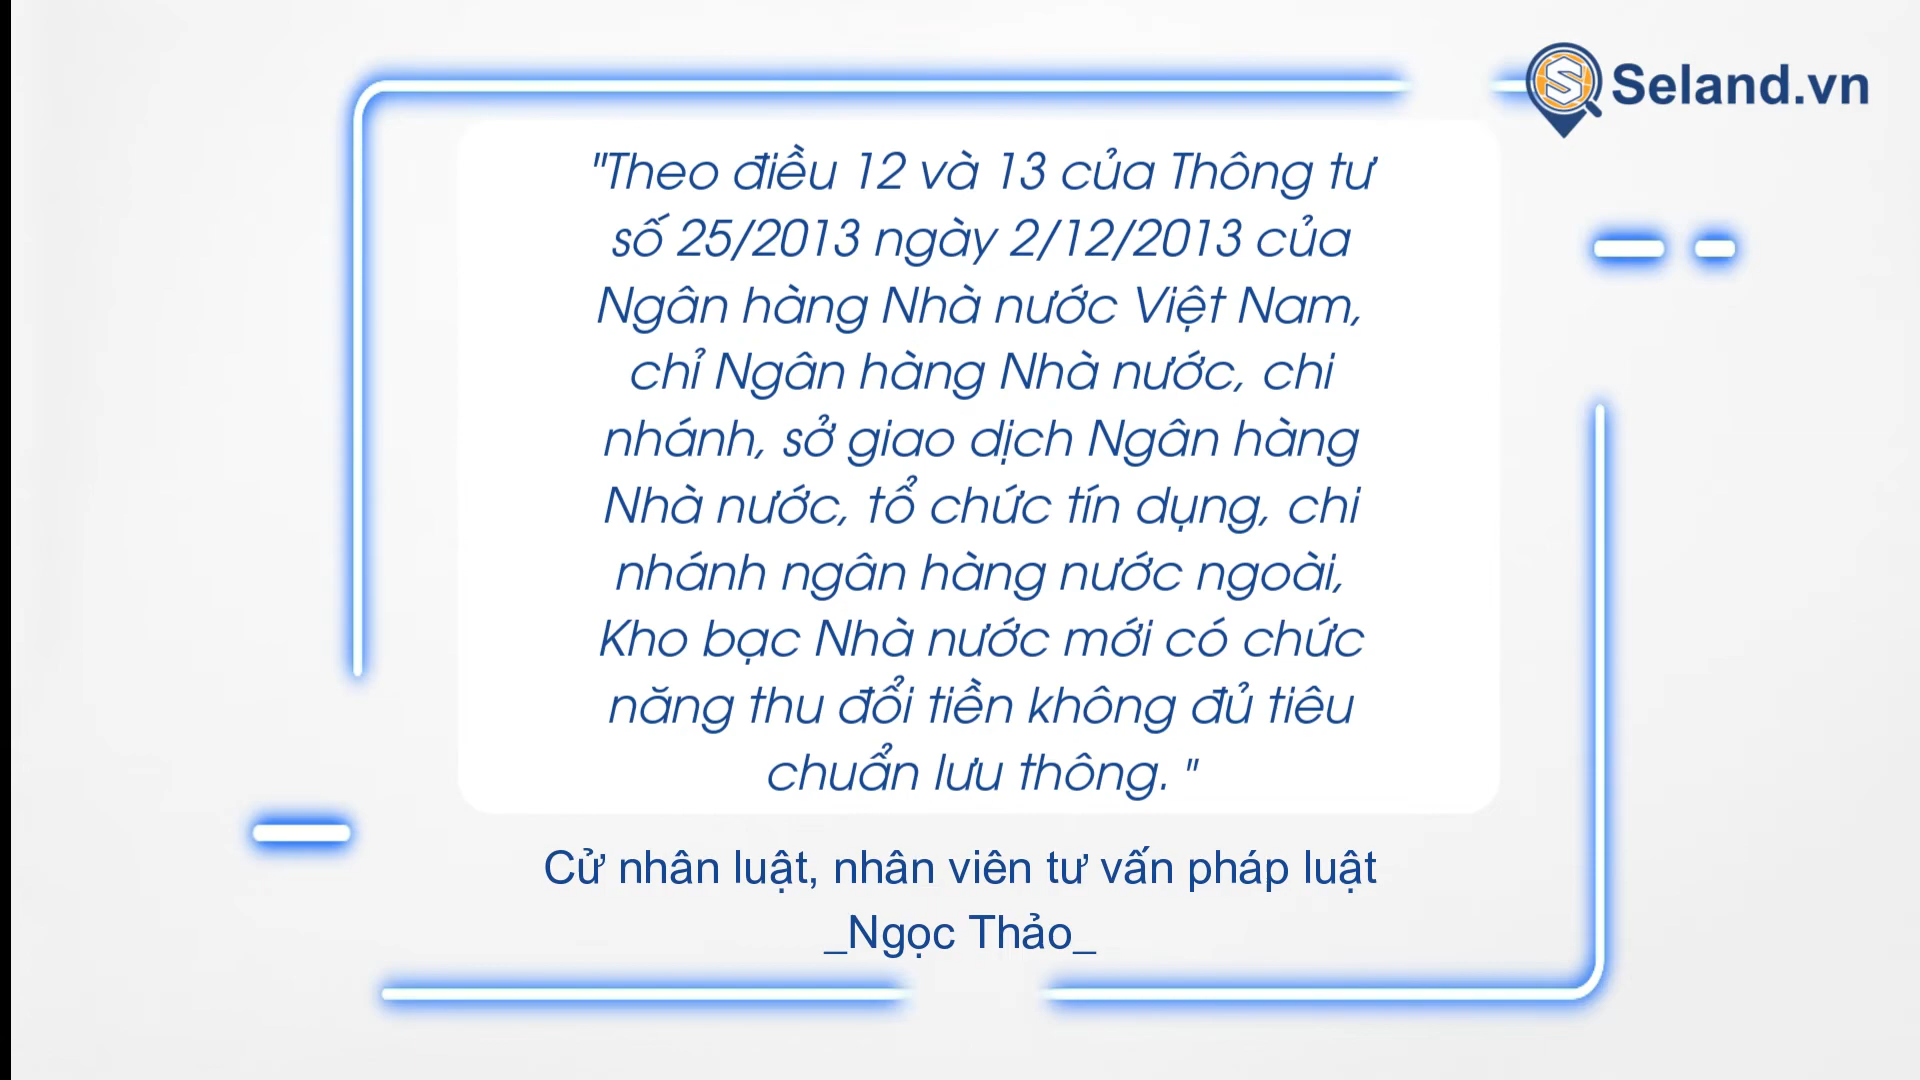 Seland.vn
"Theo điều 12 và 13 của Thông tư
số 25/2013 ngày 2/12/2013 của
Ngân hàng Nhà nước Việt Nam,
chỉ Ngân hàng Nhà nước, chi
nhánh, sở giao dịch Ngân hàng
Nhà nước, tổ chức tín dụng, chi
nhánh ngân hàng nước ngoài,
Kho bạc Nhà nước mới có chức
năng thu đổi tiền không đủ tiêu
chuẩn lưu thông. "
Cử nhân luật, nhân viên tư vấn pháp luật
_Ngọc Thảo_